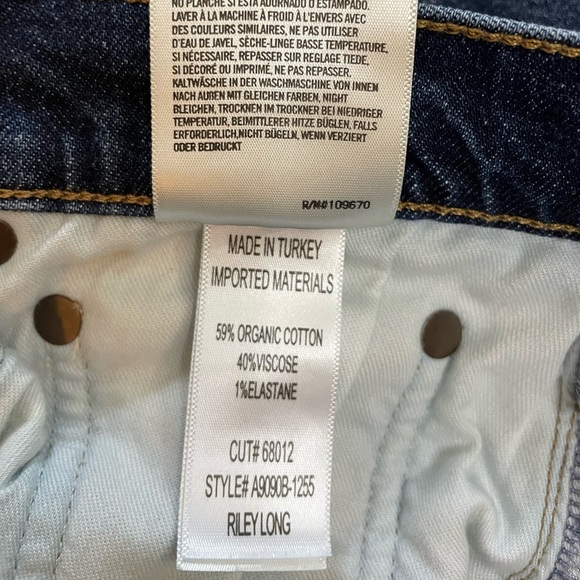 NO PLANCHE SI ESTA ADORNADO O ESTAMPADO.
LAVER À LA MACHINE À FROID À L'ENVERS AVEC
DES COULEURS SIMILAIRES, NE PAS UTILISER
D'EAU DE JAVEL, SÈCHE-LINGE BASSE TEMPERATURE,
SI NÉCESSAIRE, REPASSER SUR REGLAGE TIEDE,
SI DÉCORÉ OU IMPRIMÉ, NE PAS REPASSER.
KALTWÄSCHE IN DER WASCHMASCHINE VON INNEN
NACH AUßEN MIT GLEICHEN FARBEN, NIGHT
BLEICHEN, TROCKNEN IM TROCKNER BEI NIEDRIGER
TEMPERATUR, BEIMITTLERER HITZE BÜGLEN, FALLS
ERFORDERLICH,NICHT BÜGELN, WENN VERZIERT
ODER BEDRUCKT
R/N#109670
MADE IN TURKEY
IMPORTED MATERIALS
59% ORGANIC COTTON
40%VISCOSE
1%ELASTANE
CUT# 68012
STYLE# A9090B-1255
RILEY LONG